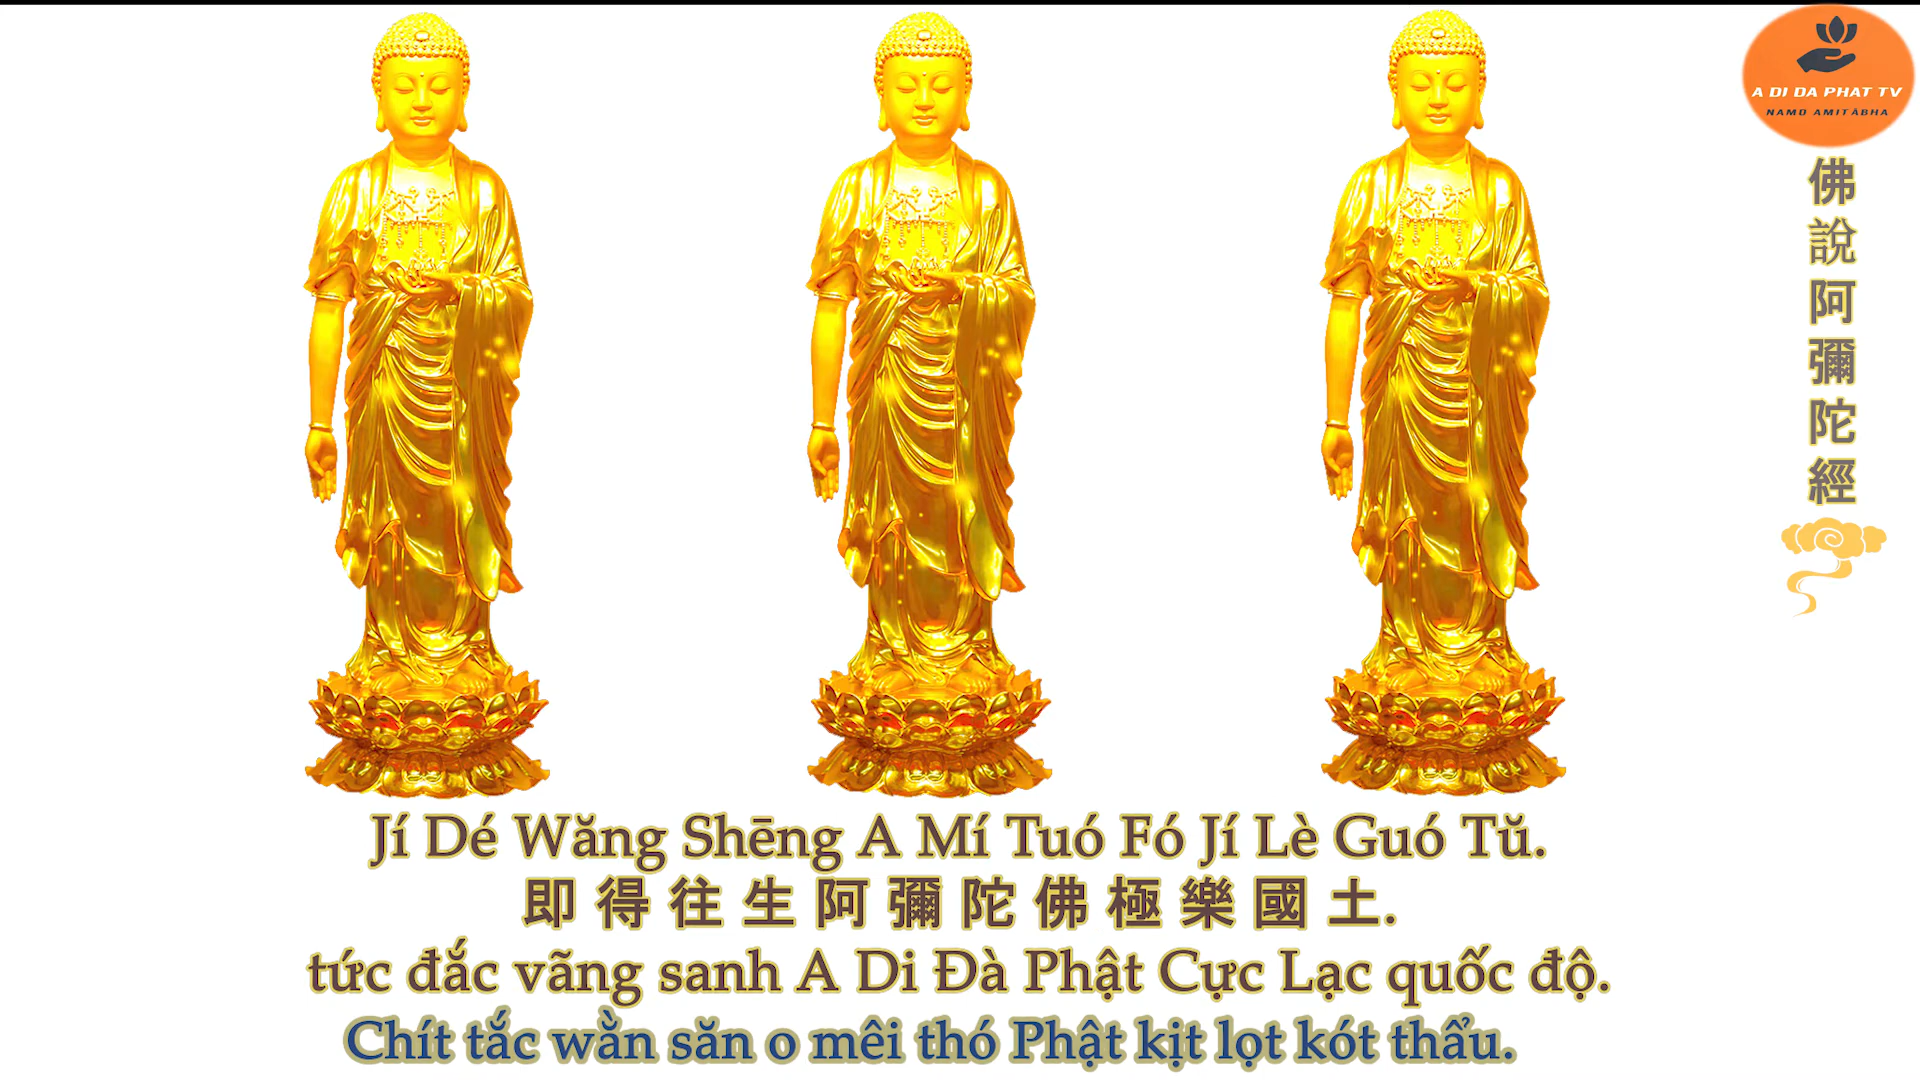 A DI DA PHAT TV
NAMO AMITÁBHA
佛說阿彌陀經
Jí Dé Wăng Shēng A Mí Tuó Fó Jí Lè Guó Tŭ.
即得往生阿彌陀佛極樂國土.
tức đắc vãng sanh A Di Đà Phật Cực Lạc quốc độ.
Chít tắc wằn săn o mêi thó Phật kịt lọt kót thẩu.